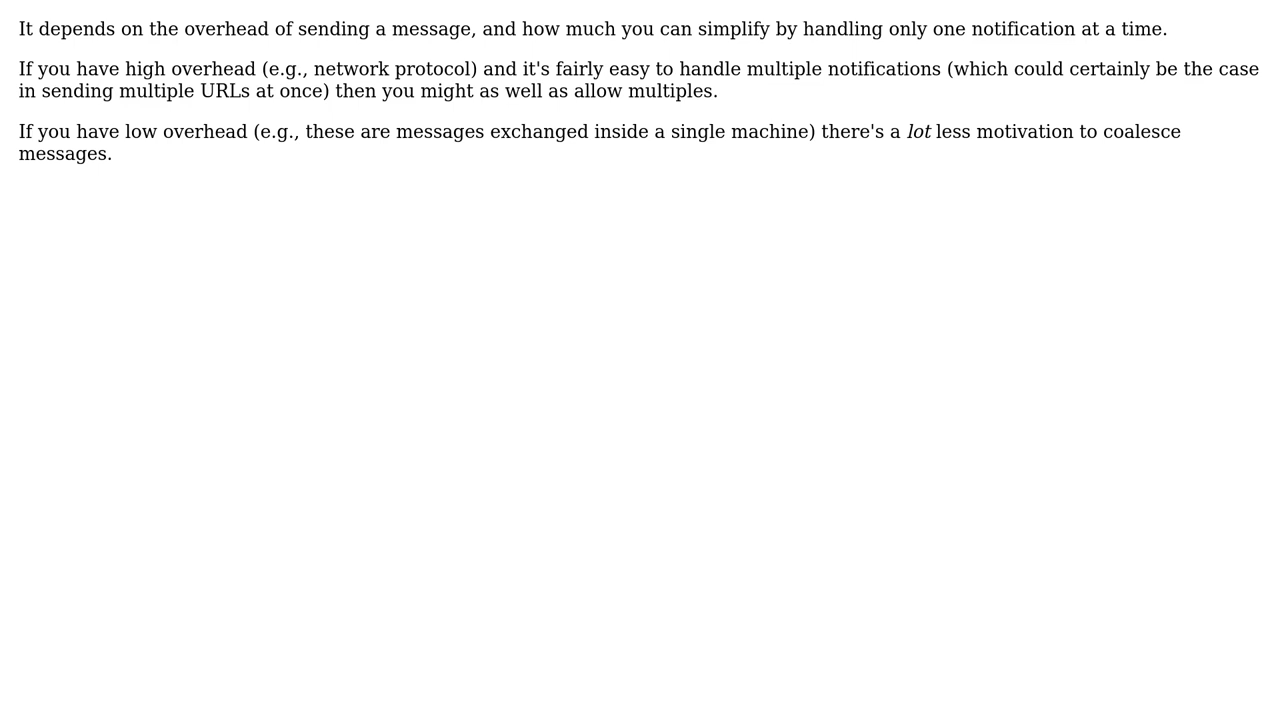 It depends on the overhead of sending a message, and how much you can simplify by handling only one notification at a time.
If you have high overhead (e.g., network protocol) and it's fairly easy to handle multiple notifications (which could certainly be the case
in sending multiple URLs at once) then you might as well as allow multiples.
If you have low overhead (e.g., these are messages exchanged inside a single machine) there's a lot less motivation to coalesce
messages.